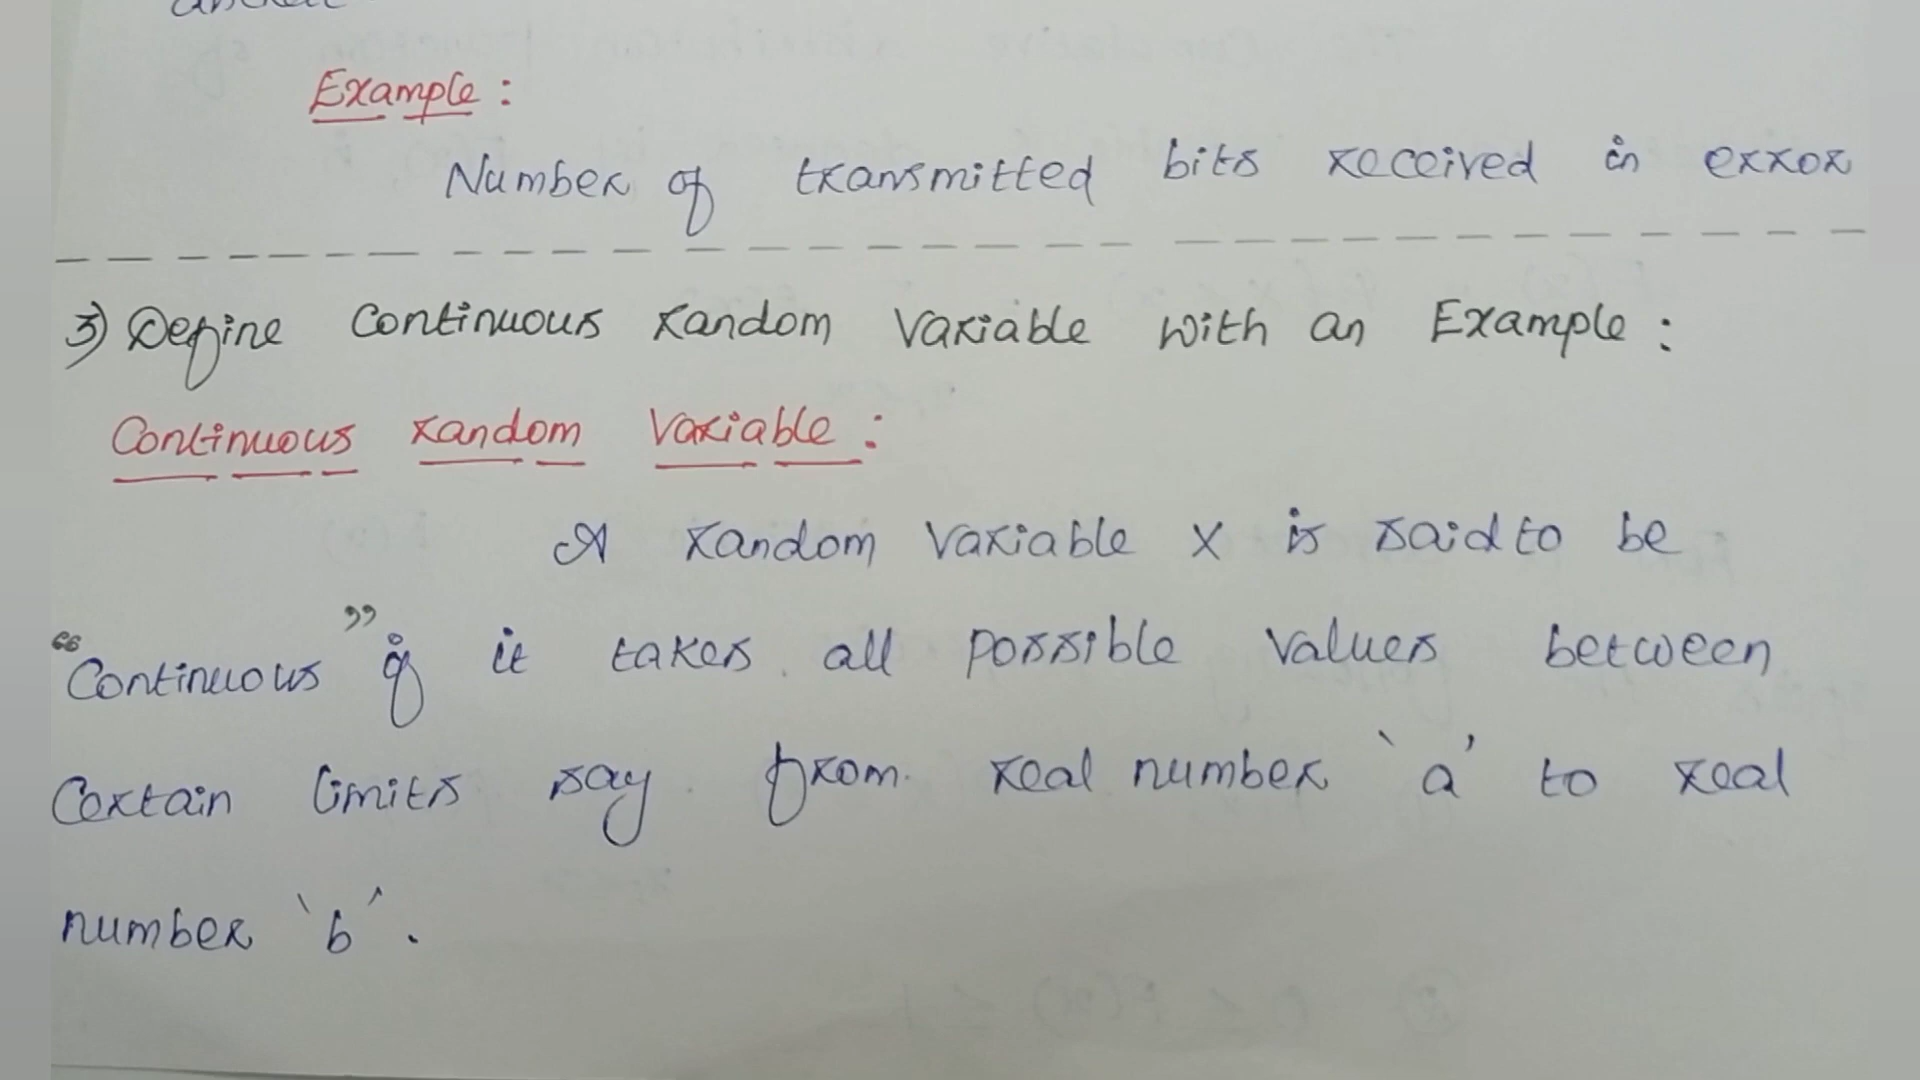 Example :
Number of transmitted bits received in error
3) Define Continuous random Variable with an Example :
Continuous random Variable :
A random Variable X is said to be
"Continuous" if it takes all possible values between
Certain limits say from real number `a' to real
number `b'.